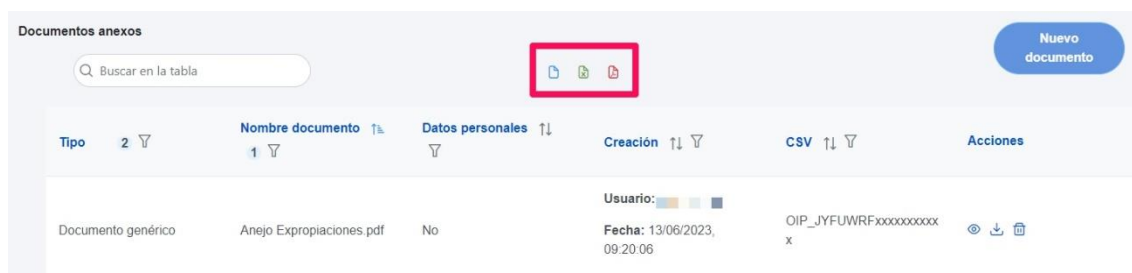 Documentos anexos
Nuevo
documento
Buscar en la tabla
Tipo 2
Nombre documento
1
Datos personales
Creación
CSV
Acciones
Documento genérico
Anejo Expropiaciones.pdf
No
Usuario:
Fecha: 13/06/2023,
09:20:06
OIP_JYFUWRFxxxxxxxxxx
x